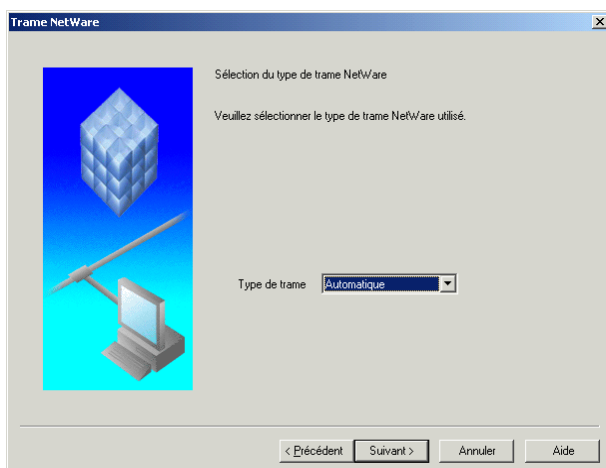 Trame NetWare
Sélection du type de trame NetWare
Veuillez sélectionner le type de trame NetWare utilisé.
Type de trame Automatique
< Précédent Suivant > Annuler Aide